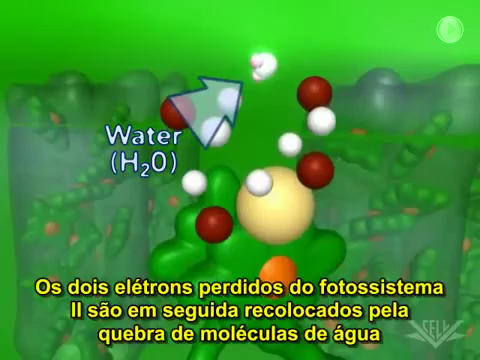 Water
(H₂O)
Os dois elétrons perdidos do fotossistema
II são em seguida recolocados pela
quebra de moléculas de água
CELL